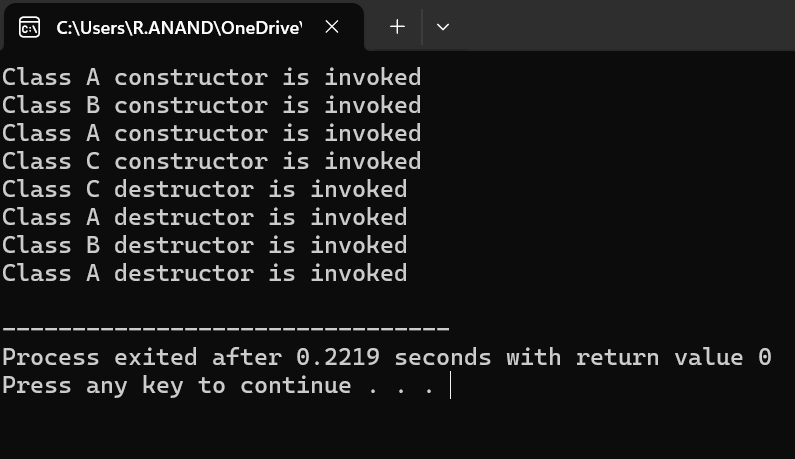 C:\Users\R.ANAND\OneDrive\
Class A constructor is invoked
Class B constructor is invoked
Class A constructor is invoked
Class C constructor is invoked
Class C destructor is invoked
Class A destructor is invoked
Class B destructor is invoked
Class A destructor is invoked
--------------------------------
Process exited after 0.2219 seconds with return value 0
Press any key to continue . . .